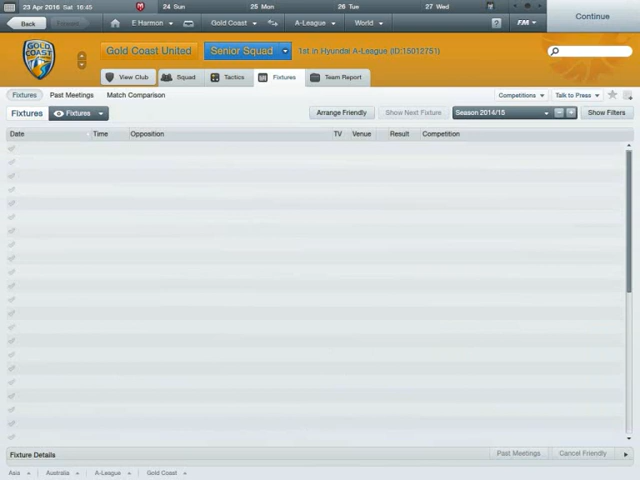 23 Apr 2016 Sat 16:45 24 Sun 25 Mon 26 Tue 27 Wed
Back Forward E Harmon Gold Coast A-League World ? FM Continue
GOLD COAST
Gold Coast United Senior Squad 1st in Hyundai A-League (ID:15012751)
View Club Squad Tactics Fixtures Team Report
Fixtures Past Meetings Match Comparison Competitions Talk to Press
Fixtures Fixtures Arrange Friendly Show Next Fixture Season 2014/15 Show Filters
Date Time Opposition TV Venue Result Competition
Fixture Details Past Meetings Cancel Friendly
Asia Australia A-League Gold Coast